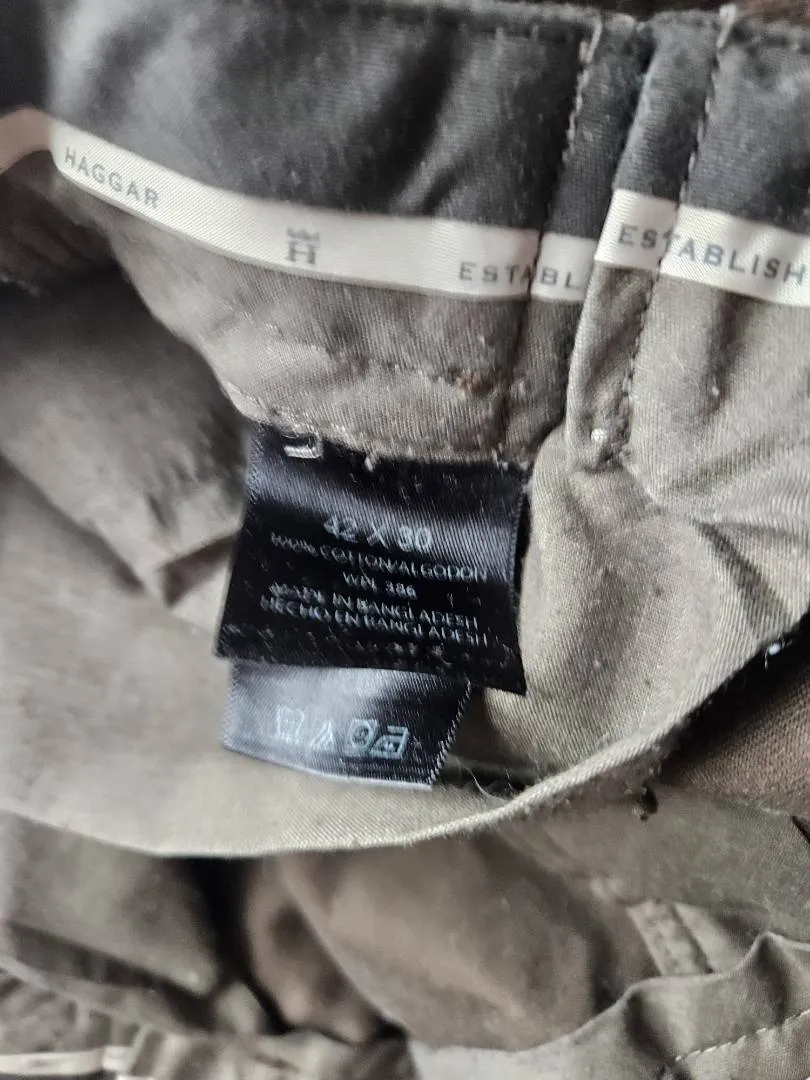 HAGGAR
H
ESTABL
ESTABLISH
42 X 30
100% COTTON/ALGODON
WPL 386
MADE IN BANGLADESH
HECHO EN BANGLADESH